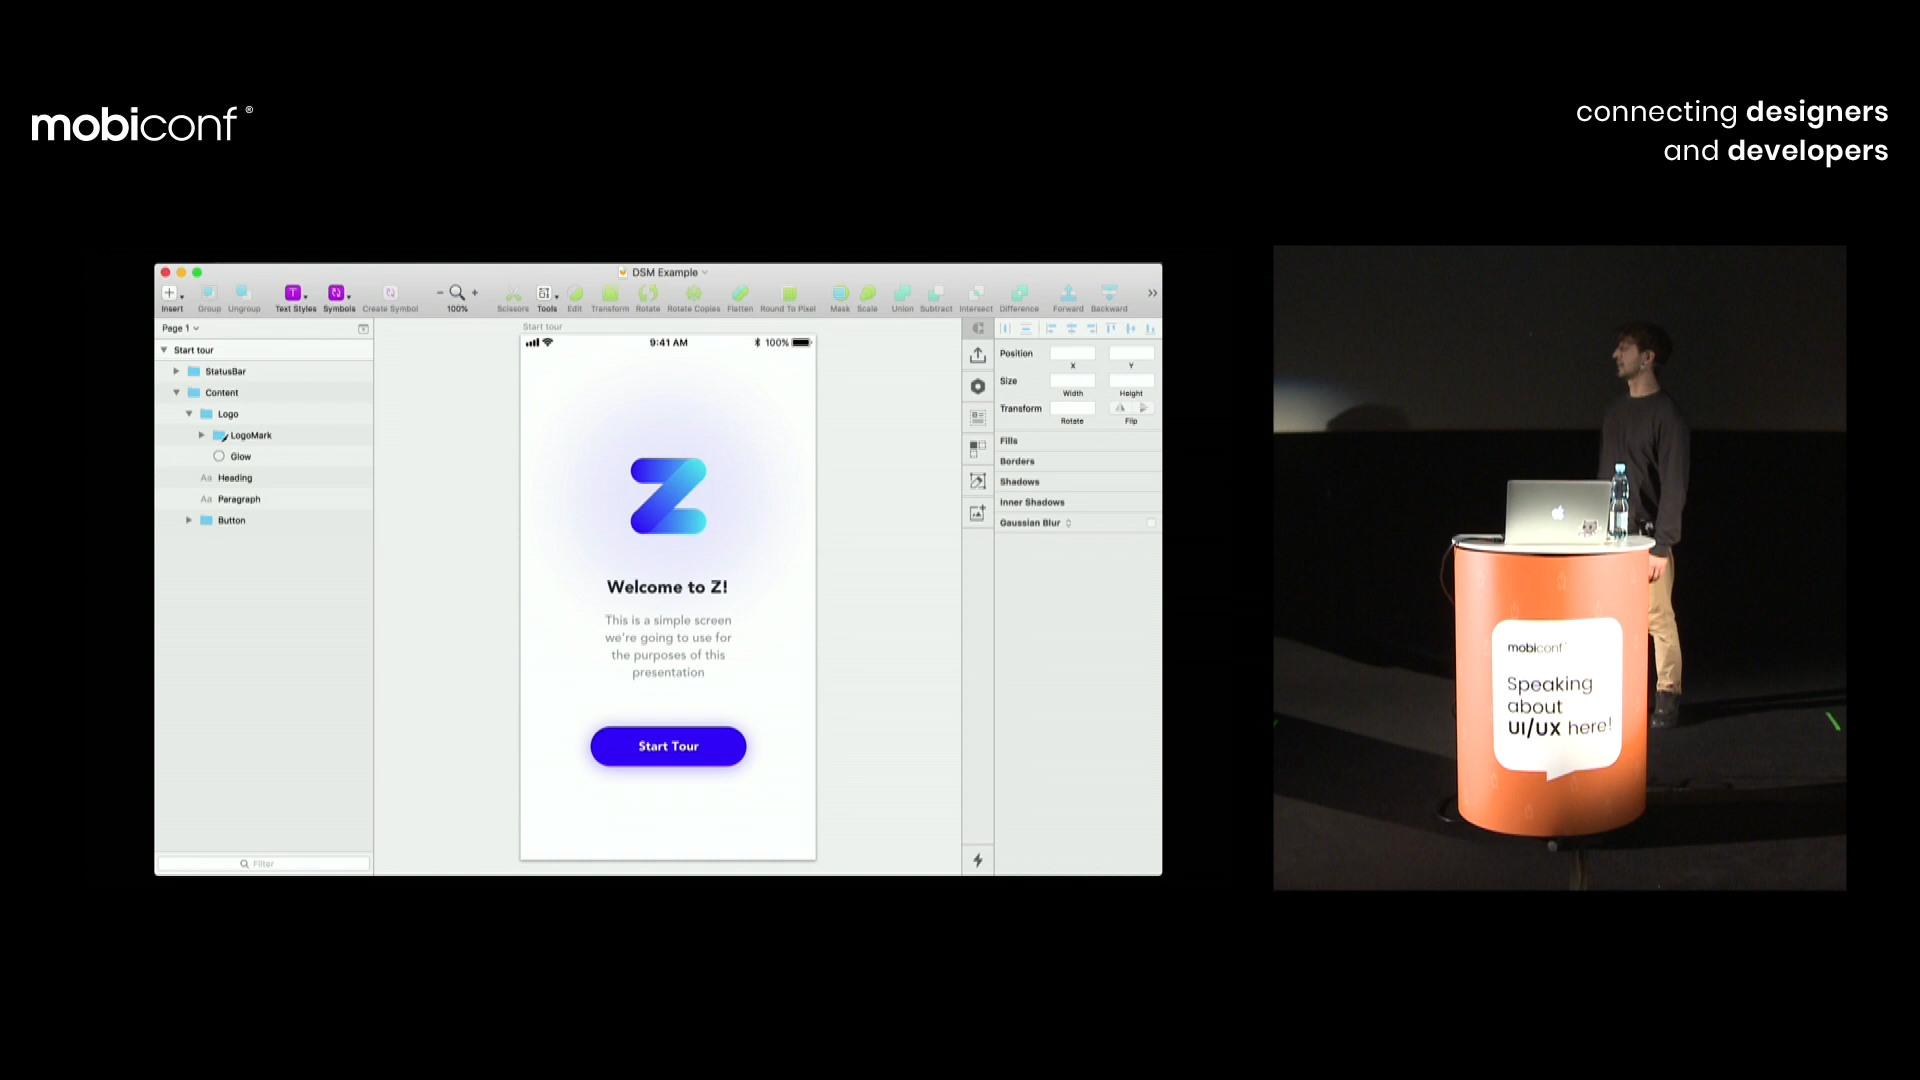 mobiconf®
connecting designers
and developers
DSM Example
Insert
Group
Ungroup
Text Styles
Symbols
Create Symbol
100%
Scissors
Tools
Edit
Transform
Rotate
Rotate Copies
Flatten
Round To Pixel
Mask
Scale
Union
Subtract
Intersect
Difference
Forward
Backward
Page 1
Start tour
StatusBar
Content
Logo
LogoMark
Glow
Aa Heading
Aa Paragraph
Button
Filter
Start tour
9:41 AM
100%
Welcome to Z!
This is a simple screen
we're going to use for
the purposes of this
presentation
Start Tour
Position
X
Y
Size
Width
Height
Transform
Rotate
Flip
Fills
Borders
Shadows
Inner Shadows
Gaussian Blur
mobiconf
Speaking
about
UI/UX here!